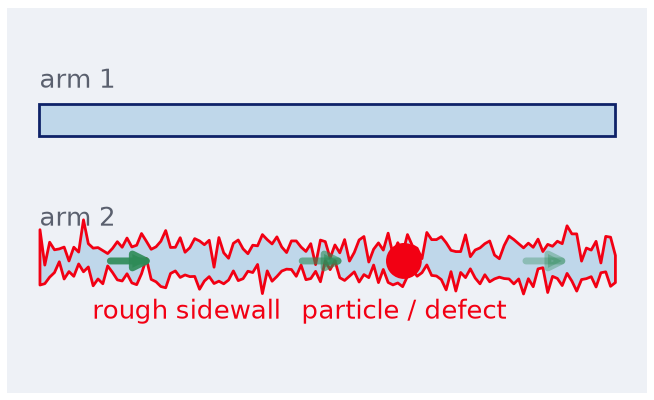 arm 1
arm 2
rough sidewall
particle / defect